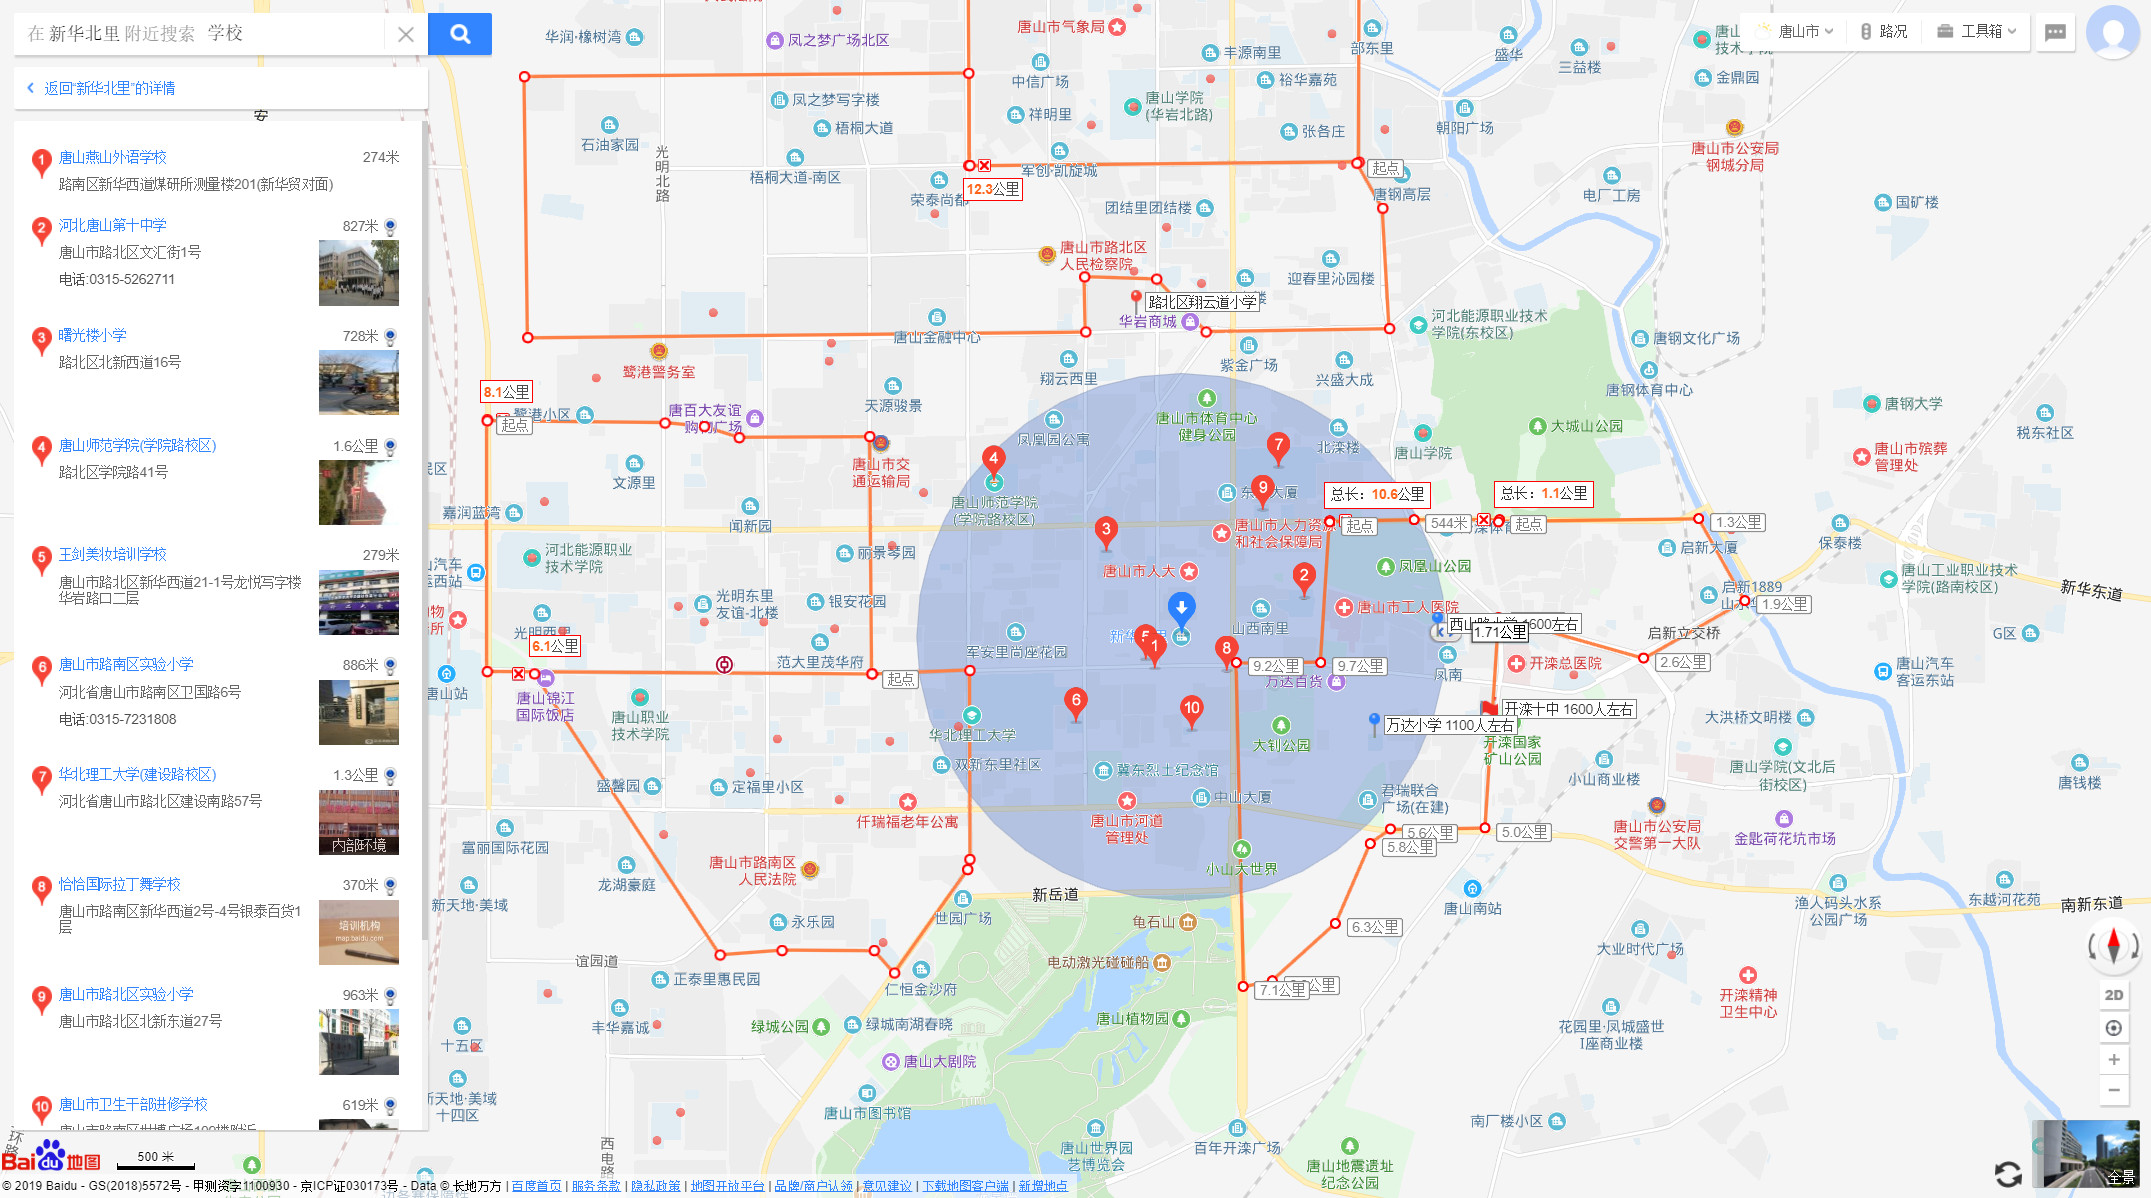 在 新华北里 附近搜索 学校
返回"新华北里"的详情
安
唐山燕山外语学校 274米
路南区新华西道煤研所测量楼201(新华贸对面)
河北唐山第十中学 827米
唐山市路北区文汇街1号
电话:0315-5262711
曙光楼小学 728米
路北区北新西道16号
唐山师范学院(学院路校区) 1.6公里
路北区学院路41号
王剑美妆培训学校 279米
唐山市路北区新华西道21-1号龙悦写字楼
华岩路口二层
唐山市路南区实验小学 886米
河北省唐山市路南区卫国路6号
电话:0315-7231808
华北理工大学(建设路校区) 1.3公里
河北省唐山市路北区建设南路57号
内部环境
恰恰国际拉丁舞学校 370米
唐山市路南区新华西道2号-4号银泰百货1
层
培训机构
map.baidu.com
唐山市路北区实验小学 963米
唐山市路北区北新东道27号
唐山市卫生干部进修学校 619米
500 米
Bai du 地图
© 2019 Baidu - GS(2018)5572号 - 甲测资字1100930 - 京ICP证030173号 - Data © 长地万方 | 百度首页 | 服务条款 | 隐私政策 | 地图开放平台 | 品牌/商户认领 | 意见建议 | 下载地图客户端 | 新增地点
唐山市
路况
工具箱
华润·橡树湾
凤之梦广场北区
唐山市气象局
中信广场
丰源南里
裕华嘉苑
部东里
盛华
三益楼
金鼎园
石油家园
凤之梦写字楼
梧桐大道
祥明里
唐山学院
(华岩北路)
张各庄
朝阳广场
唐山市公安局
钢城分局
光明北路
梧桐大道-南区
荣泰尚都
军创·凯旋城
12.3公里
起点
唐钢高层
电厂工房
国矿楼
团结里团结楼
唐山市路北区
人民检察院
迎春里沁园楼
路北区翔云道小学
华岩商城
唐山金融中心
河北能源职业技术
学院(东校区)
唐钢文化广场
鹭港警务室
翔云西里
紫金广场
兴盛大成
唐钢体育中心
8.1公里
鹭港小区
起点
唐百大友谊
购物广场
天源骏景
凤凰园公寓
唐山市体育中心
健身公园
北滦楼
唐山学院
大城山公园
唐钢大学
税东社区
唐山市殡葬
管理处
唐山市交
通运输局
文源里
嘉润蓝湾
闻新园
唐山师范学院
(学院路校区)
唐山市人力资源
和社会保障局
总长：10.6公里
起点
544米
总长：1.1公里
起点
1.3公里
河北能源职业
技术学院
丽景琴园
唐山市人大
凤凰山公园
启新大厦
保泰楼
唐山工业职业技术
学院(路南区)
新华东道
光明东里
友谊-北楼
银安花园
唐山市工人医院
启新1889
1.9公里
光明西里
6.1公里
范大里茂华府
军安里尚座花园
山西南里
1.71公里
启新立交桥
G区
唐山站
唐山锦江
国际饭店
起点
9.2公里
9.7公里
万达百货
凤南
开滦总医院
2.6公里
唐山汽车
客运东站
唐山职业
技术学院
华北理工大学
大钊公园
万达小学 1100人左右
开滦十中 1600人左右
开滦国家
矿山公园
大洪桥文明楼
唐山学院(文北后
街校区)
唐钱楼
双新东里社区
冀东烈士纪念馆
小山商业楼
盛馨园
定福里小区
中山大厦
君瑞联合
广场(在建)
仟瑞福老年公寓
唐山市河道
管理处
5.6公里
5.8公里
5.0公里
唐山市公安局
交警第一大队
金匙荷花坑市场
富丽国际花园
龙湖豪庭
唐山市路南区
人民法院
小山大世界
新岳道
新天地·美域
世园广场
唐山南站
渔人码头水系
公园广场
东越河花苑
南新东道
永乐园
龟石山
6.3公里
大业时代广场
谊园道
正泰里惠民园
仁恒金沙府
电动激光碰碰船
7.1公里
开滦精神
卫生中心
丰华嘉诚
绿城公园
绿城南湖春晓
唐山植物园
花园里·凤城盛世
I座商业楼
十五区
唐山大剧院
新天地·美域
十四区
唐山市图书馆
西电路
唐山世界园
艺博览会
百年开滦广场
唐山地震遗址
纪念公园
南厂楼小区
2D
全景